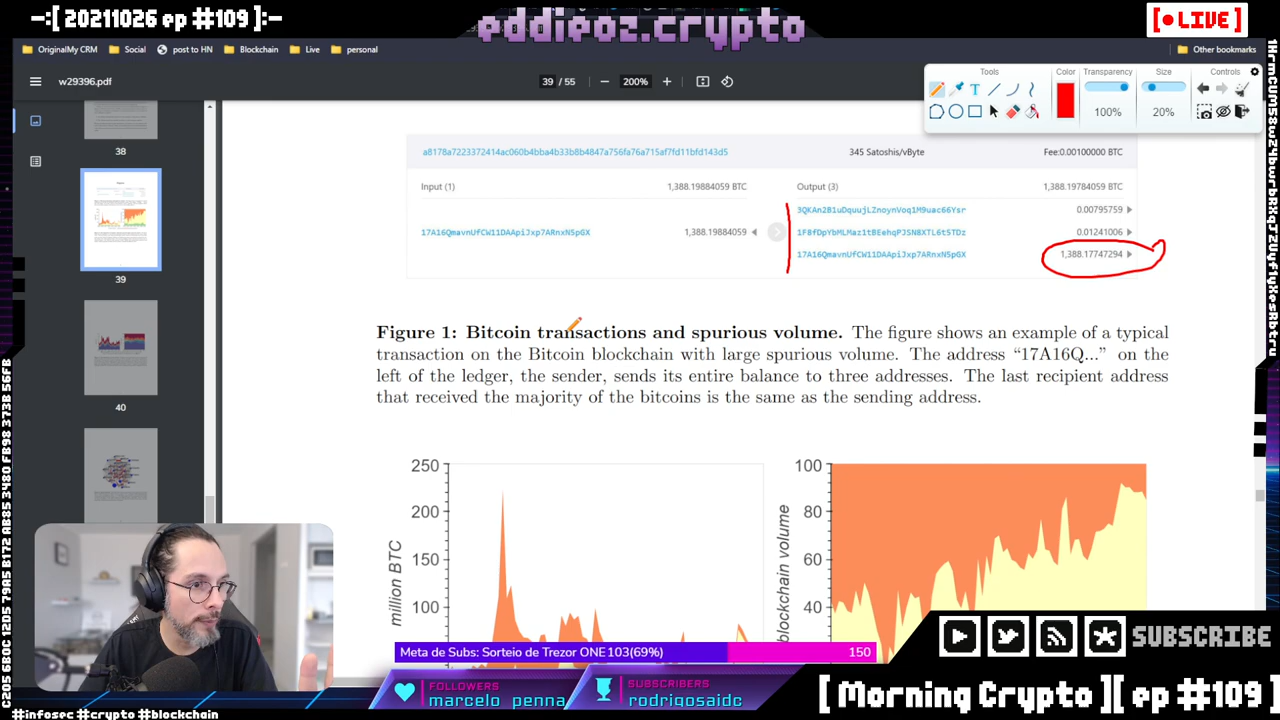 -:[ 20211026 ep #109 ]:-
eddieoz.crypto
[●LIVE]
OriginalMy CRM
Social
post to HN
Blockchain
Live
personal
Other bookmarks
w29396.pdf
39 / 55
200%
Tools
Color
Transparency
Size
Controls
T
100%
20%
38
39
40
a8178a7223372414ac060b4bba4b33b8b4847a756fa76a715af7fd11bfd143d5
345 Satoshis/vByte
Fee:0.00100000 BTC
Input (1)
1,388.19884059 BTC
Output (3)
1,388.19784059 BTC
3QKAn2B1uDquujLZnoynVoq1M9uac66Ysr
0.00795759
17A16QmavnUfCW11DAApiJxp7ARnxN5pGX
1,388.19884059
1F8fDpYbMLMaz1tBEehqPJSN8XTL6t5TDz
0.01241006
17A16QmavnUfCW11DAApiJxp7ARnxN5pGX
1,388.17747294
Figure 1: Bitcoin transactions and spurious volume. The figure shows an example of a typical
transaction on the Bitcoin blockchain with large spurious volume. The address “17A16Q...” on the
left of the ledger, the sender, sends its entire balance to three addresses. The last recipient address
that received the majority of the bitcoins is the same as the sending address.
250
200
150
100
million BTC
100
80
60
40
blockchain volume
Meta de Subs: Sorteio de Trezor ONE 103(69%)
150
FOLLOWERS
marcelo penna
SUBSCRIBERS
rodrigosaidc
SUBSCRIBE
[ Morning Crypto ][ ep #109 ]
#infosec #crypto #blockchain